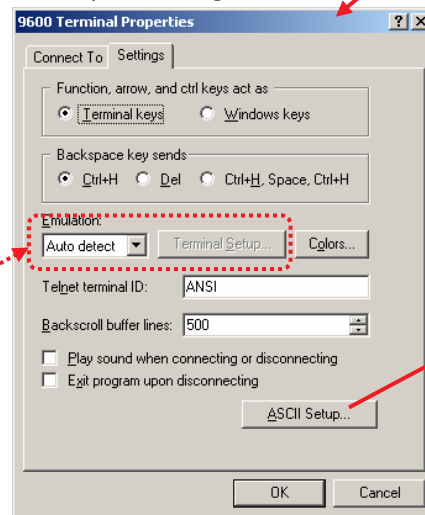 9600 Terminal Properties
Connect To Settings
Function, arrow, and ctrl keys act as
Terminal keys Windows keys
Backspace key sends
Ctrl+H Del Ctrl+H, Space, Ctrl+H
Emulation:
Auto detect Terminal Setup... Colors...
Telnet terminal ID: ANSI
Backscroll buffer lines: 500
Play sound when connecting or disconnecting
Exit program upon disconnecting
ASCII Setup...
OK Cancel